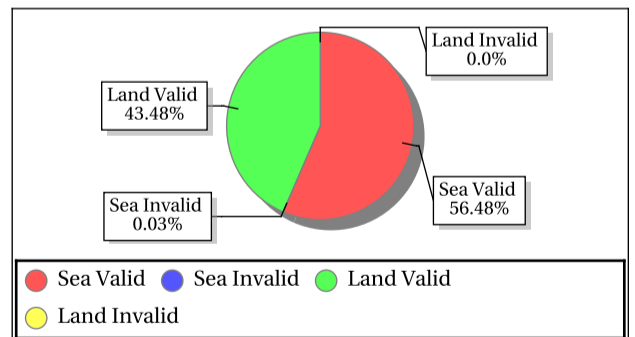 Land Invalid
0.0%
Land Valid
43.48%
Sea Valid
56.48%
Sea Invalid
0.03%
Sea Valid Sea Invalid Land Valid
Land Invalid